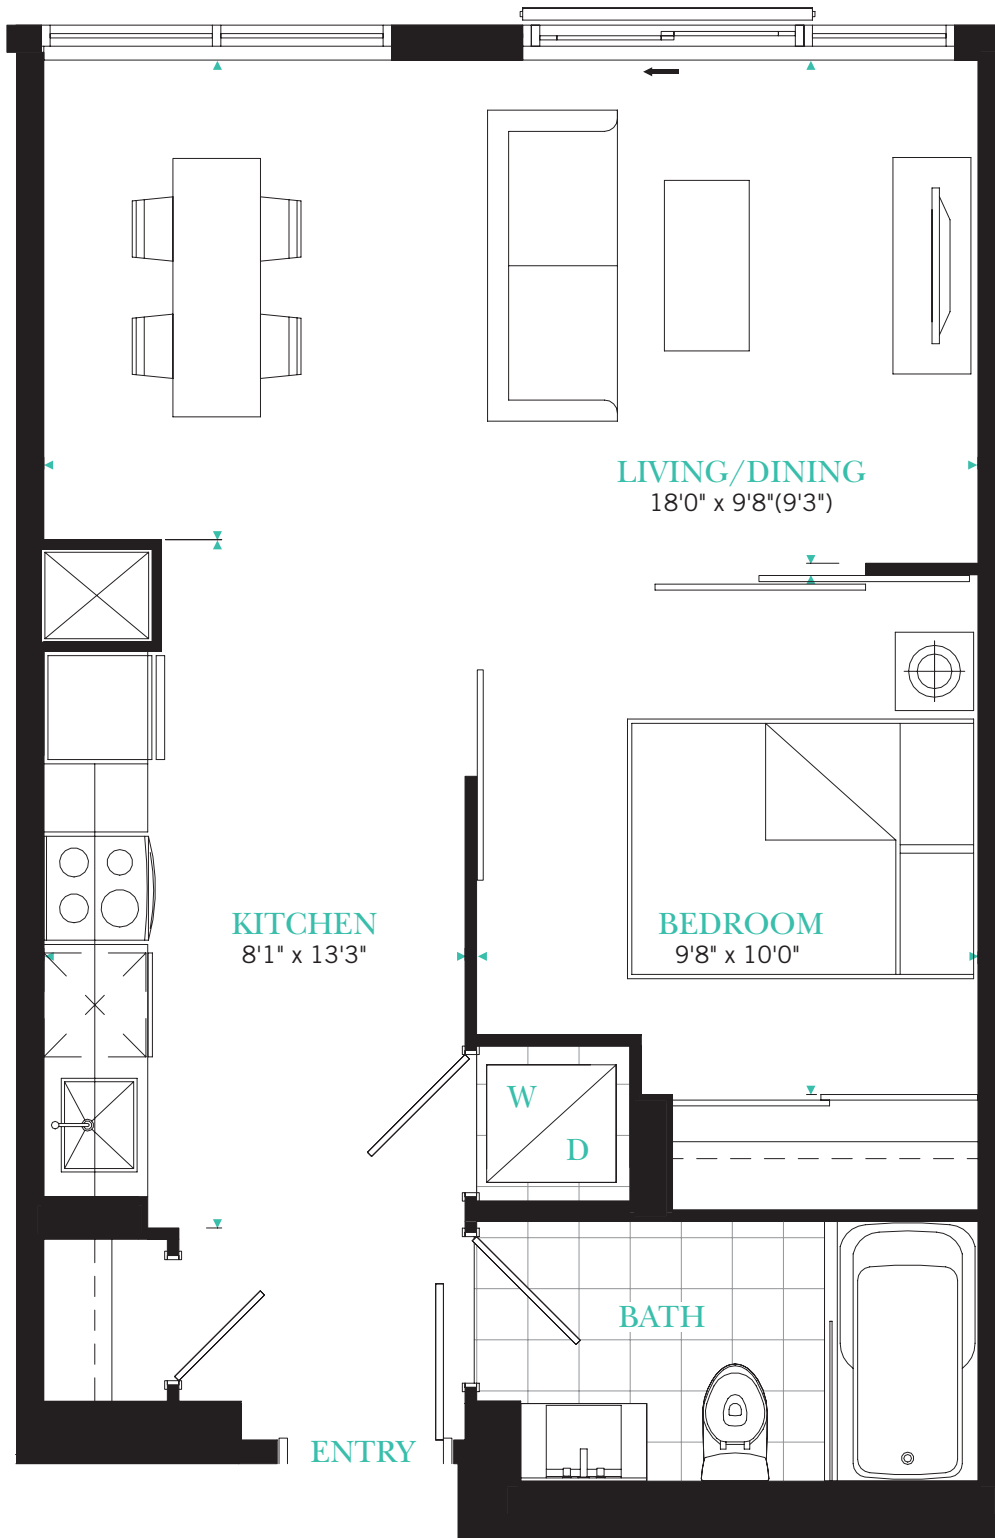 LIVING/DINING
18'0" x 9'8"(9'3")
KITCHEN
8'1" x 13'3"
BEDROOM
9'8" x 10'0"
W
D
BATH
ENTRY